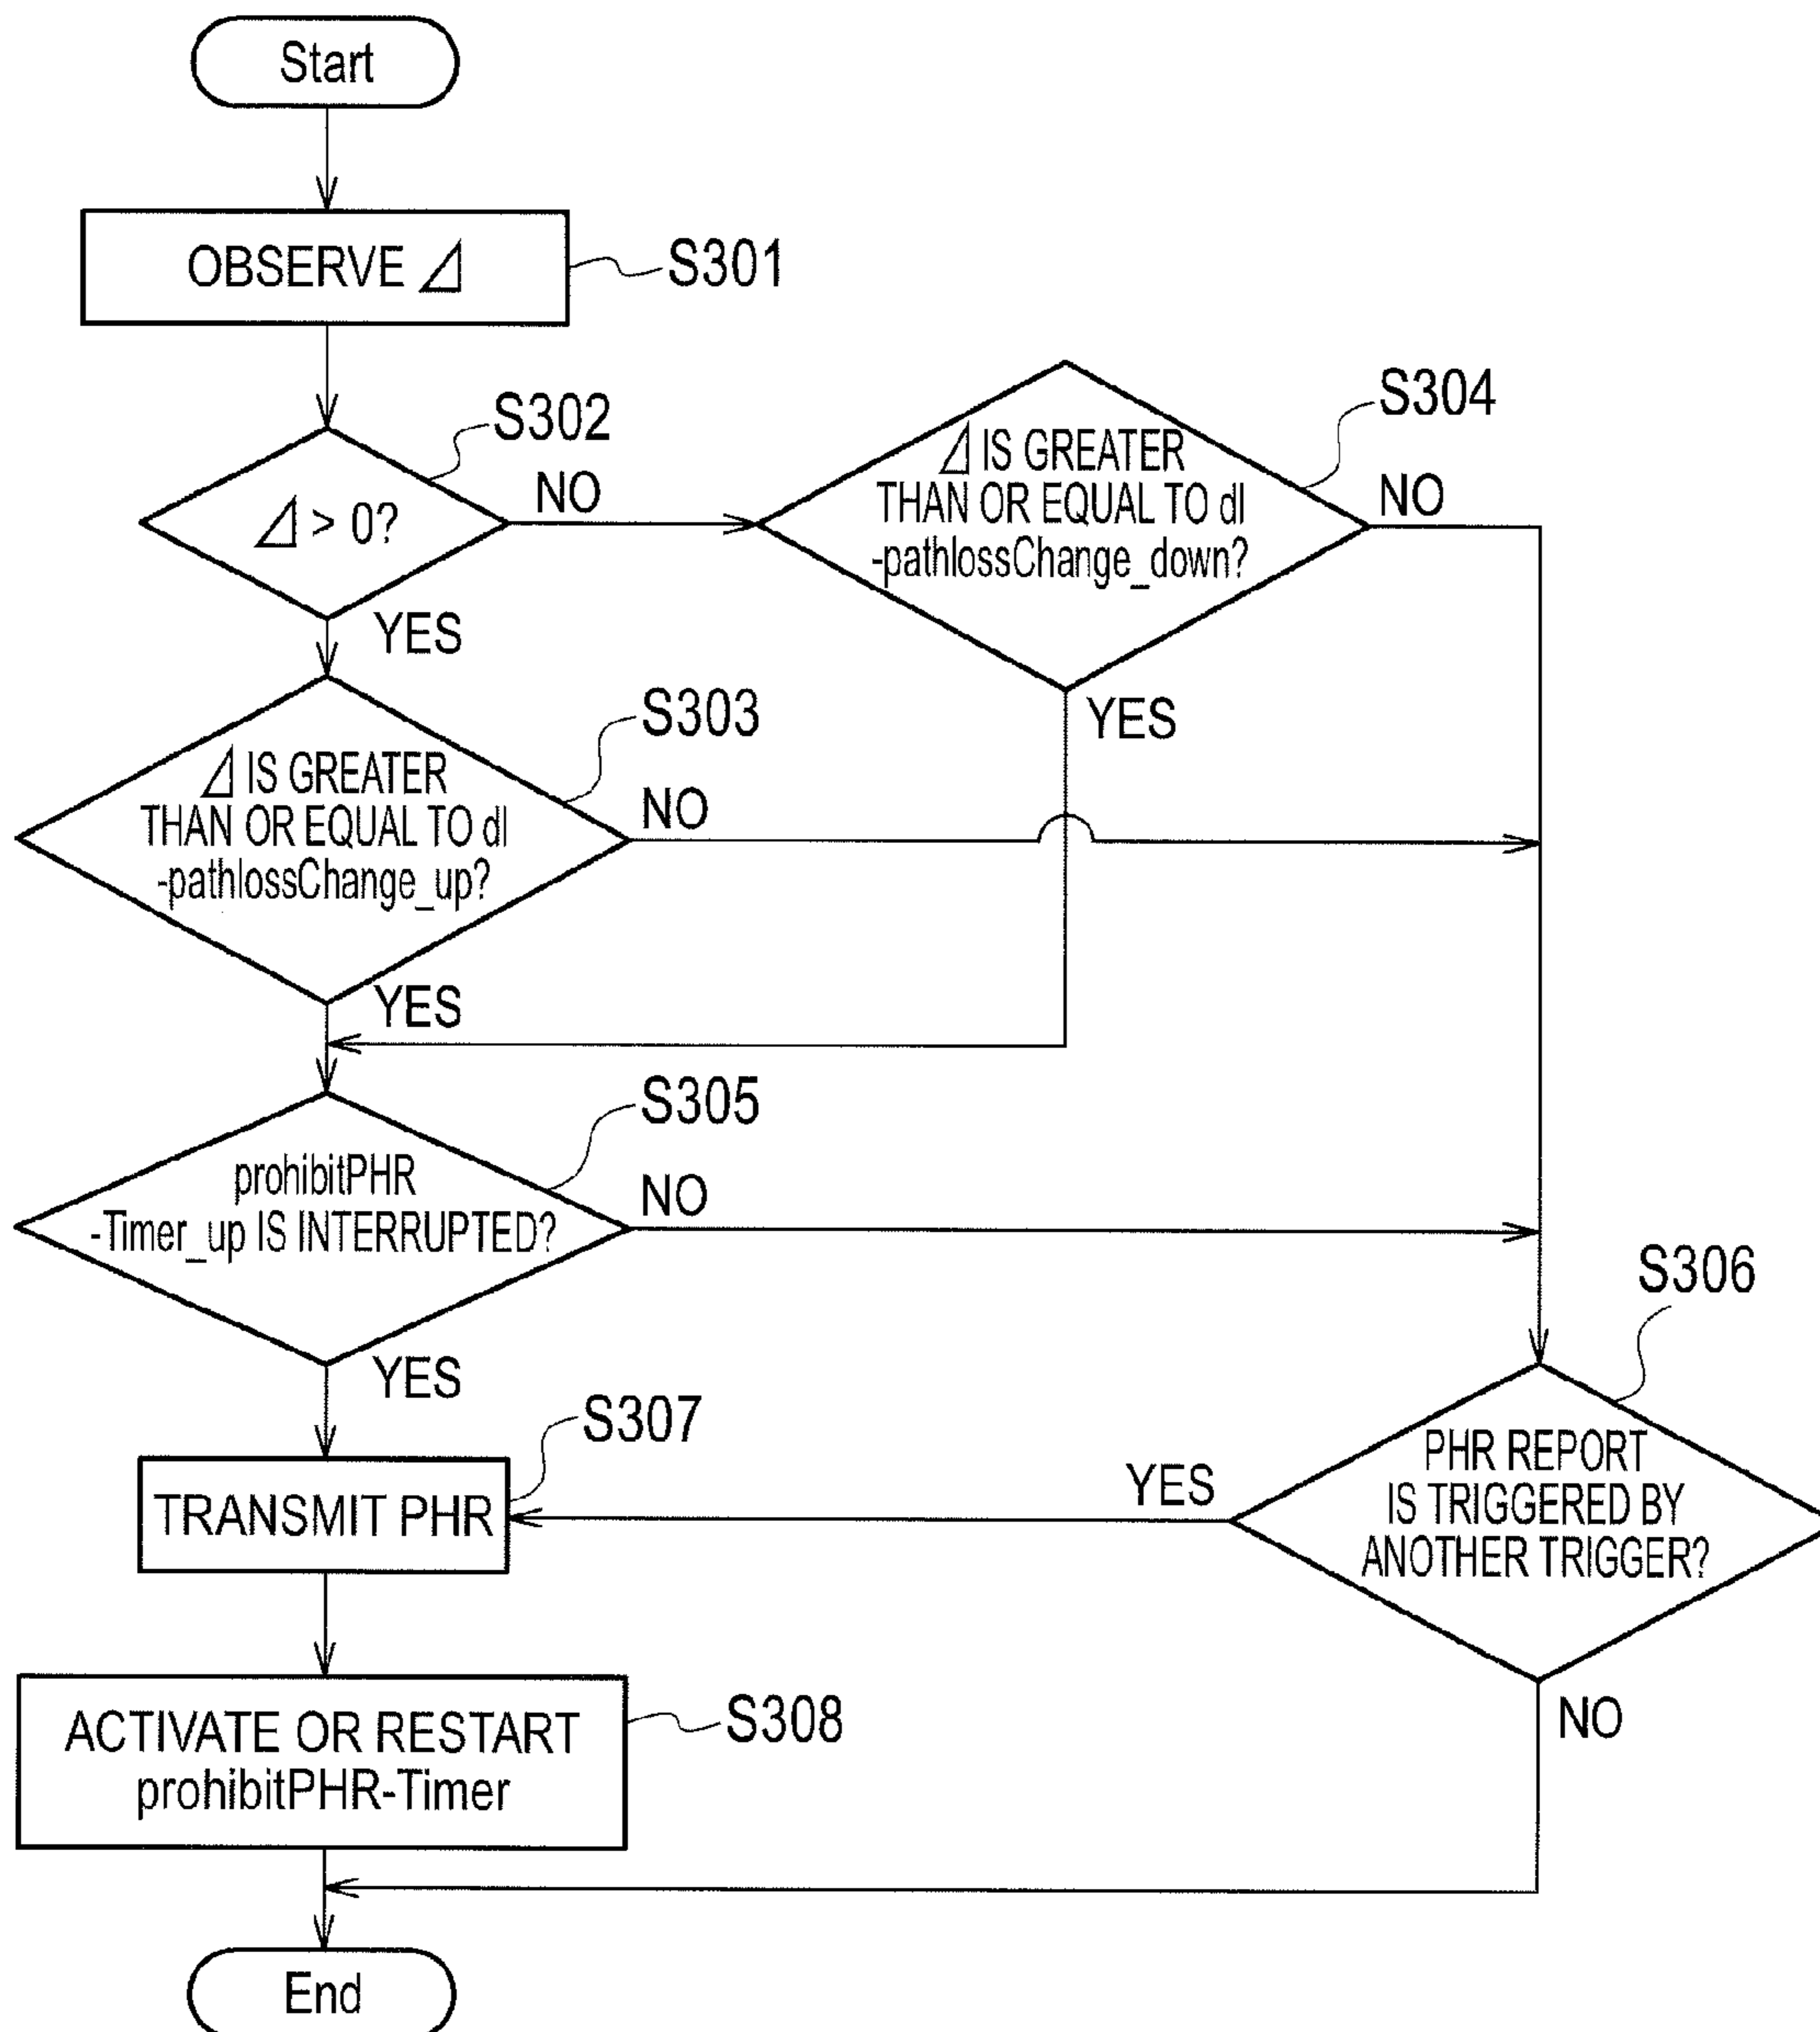 Start
OBSERVE ⊿
S301
S302
⊿ > 0?
NO
YES
S304
⊿ IS GREATER
THAN OR EQUAL TO dl
-pathlossChange_down?
NO
YES
S303
⊿ IS GREATER
THAN OR EQUAL TO dl
-pathlossChange_up?
NO
YES
S305
prohibitPHR
-Timer_up IS INTERRUPTED?
NO
YES
S306
PHR REPORT
IS TRIGGERED BY
ANOTHER TRIGGER?
YES
NO
S307
TRANSMIT PHR
ACTIVATE OR RESTART
prohibitPHR-Timer
S308
End